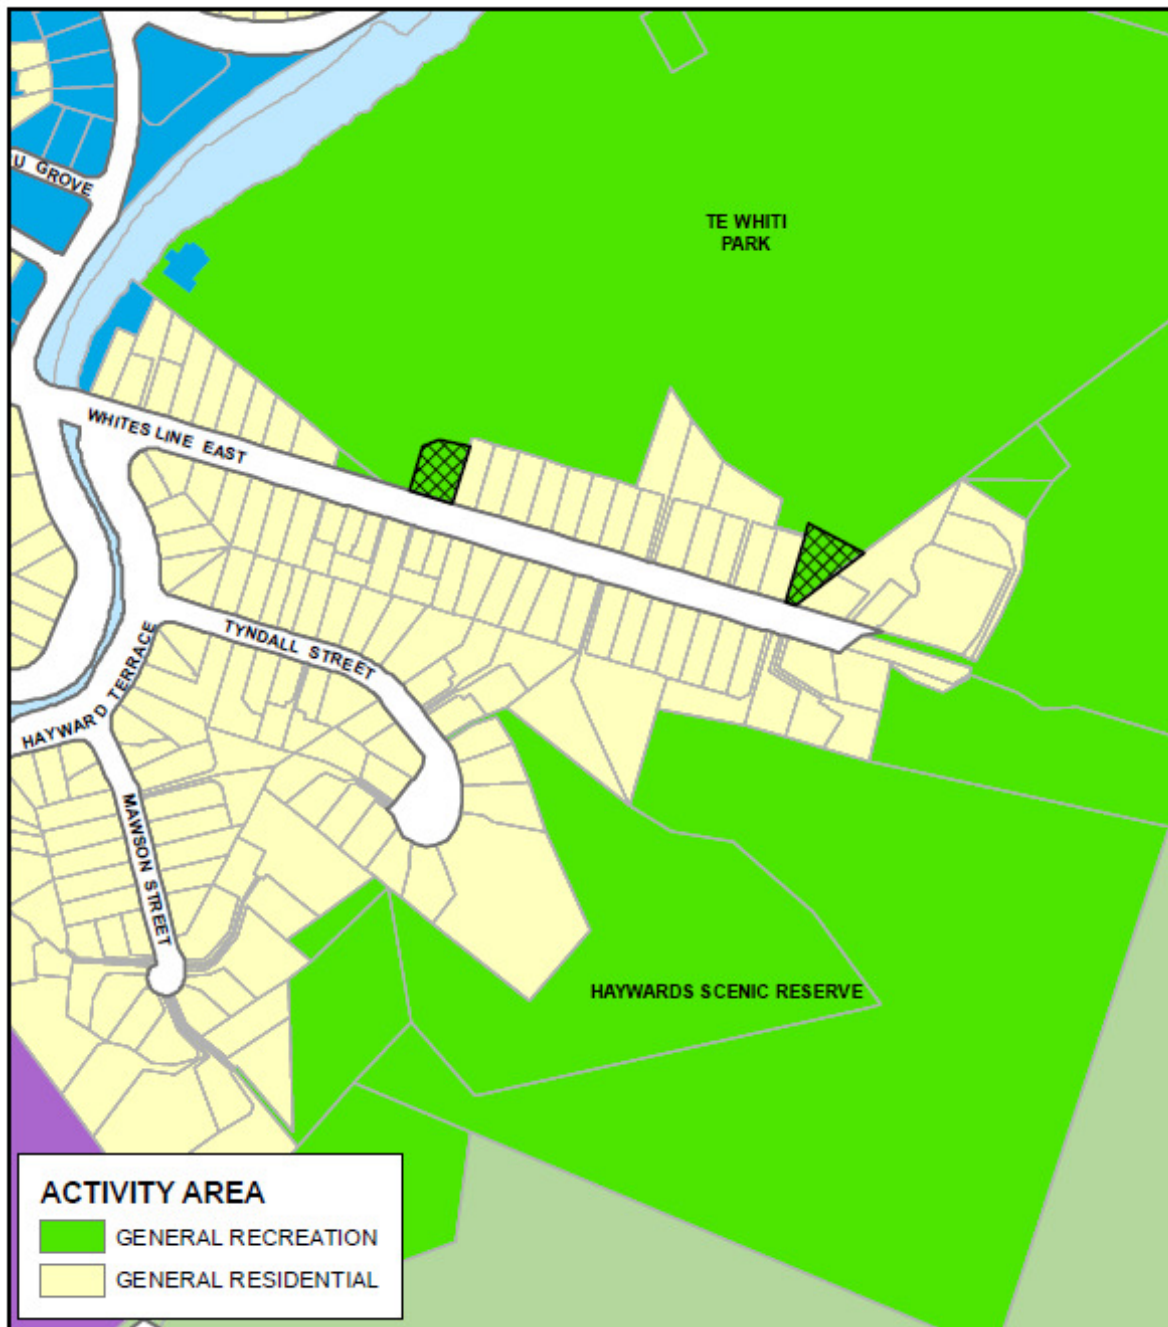 U GROVE
TE WHITI
PARK
WHITES LINE EAST
TYNDALL STREET
HAYWARD TERRACE
MAWSON STREET
HAYWARDS SCENIC RESERVE
ACTIVITY AREA
GENERAL RECREATION
GENERAL RESIDENTIAL